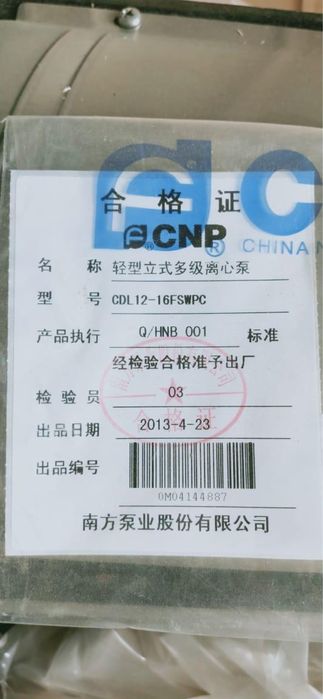 C
® CHINA
合格证
® CNP
名称 轻型立式多级离心泵
型号 CDL12-16FSWPC
产品执行 Q/HNB 001 标准
经检验合格准予出厂
检验员 03
合格证
出品日期 2013-4-23
出品编号
0M04144887
南方泵业股份有限公司